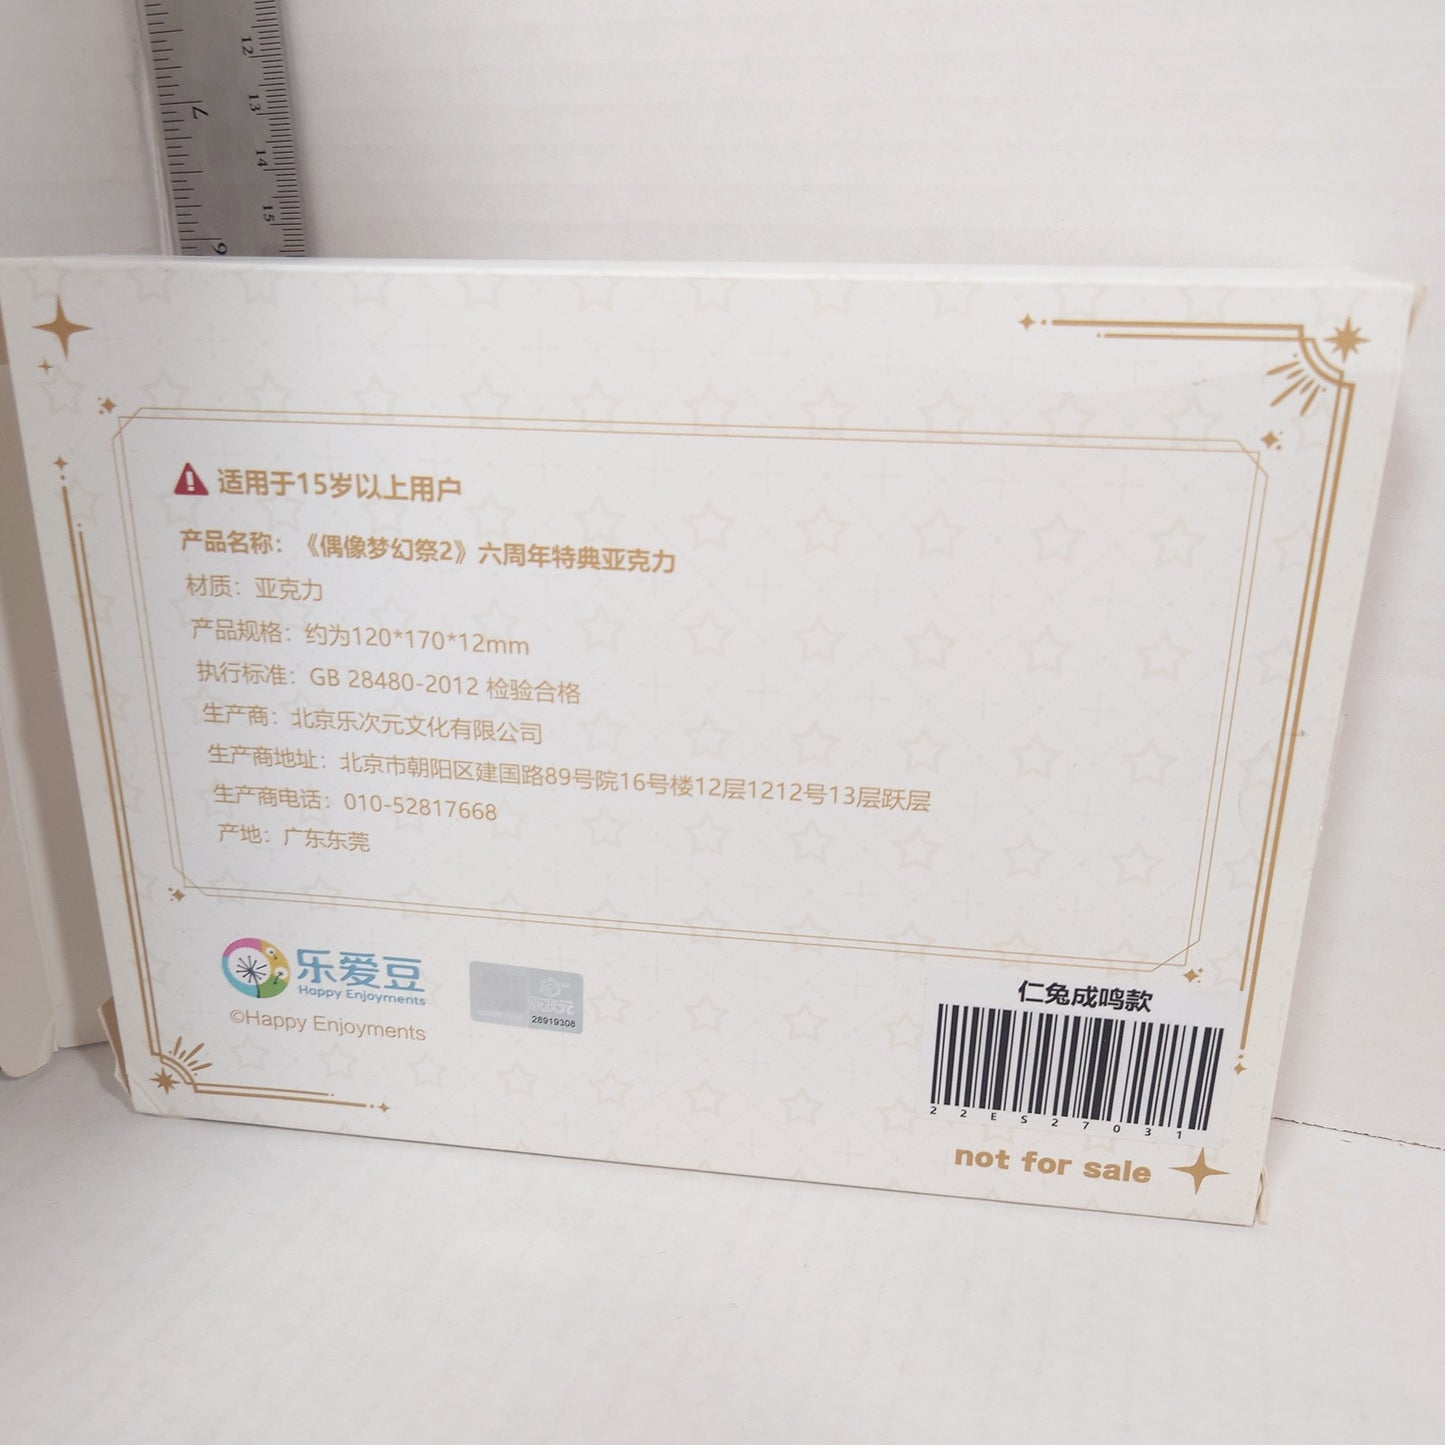 12
13
7
14
15
9
适用于15岁以上用户
产品名称：《偶像梦幻祭2》六周年特典亚克力
材质：亚克力
产品规格：约为120*170*12mm
执行标准：GB 28480-2012 检验合格
生产商：北京乐次元文化有限公司
生产商地址：北京市朝阳区建国路89号院16号楼12层1212号13层跃层
生产商电话：010-52817668
产地：广东东莞
乐爱豆
Happy Enjoyments
©Happy Enjoyments
28919308
仁兔成鸣款
22ES27031
not for sale